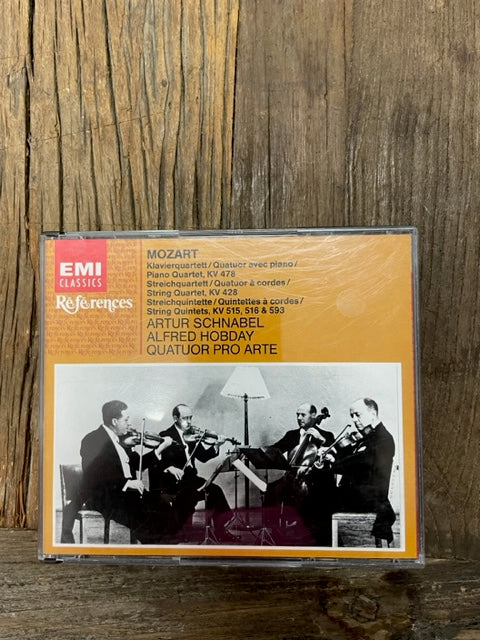 EMI
CLASSICS
Références
MOZART
Klavierquartett / Quatuor avec piano /
Piano Quartet, KV 478
Streichquartett / Quatuor à cordes /
String Quartet, KV 428
Streichquintette / Quintettes à cordes /
String Quintets, KV 515, 516 & 593
ARTUR SCHNABEL
ALFRED HOBDAY
QUATUOR PRO ARTE